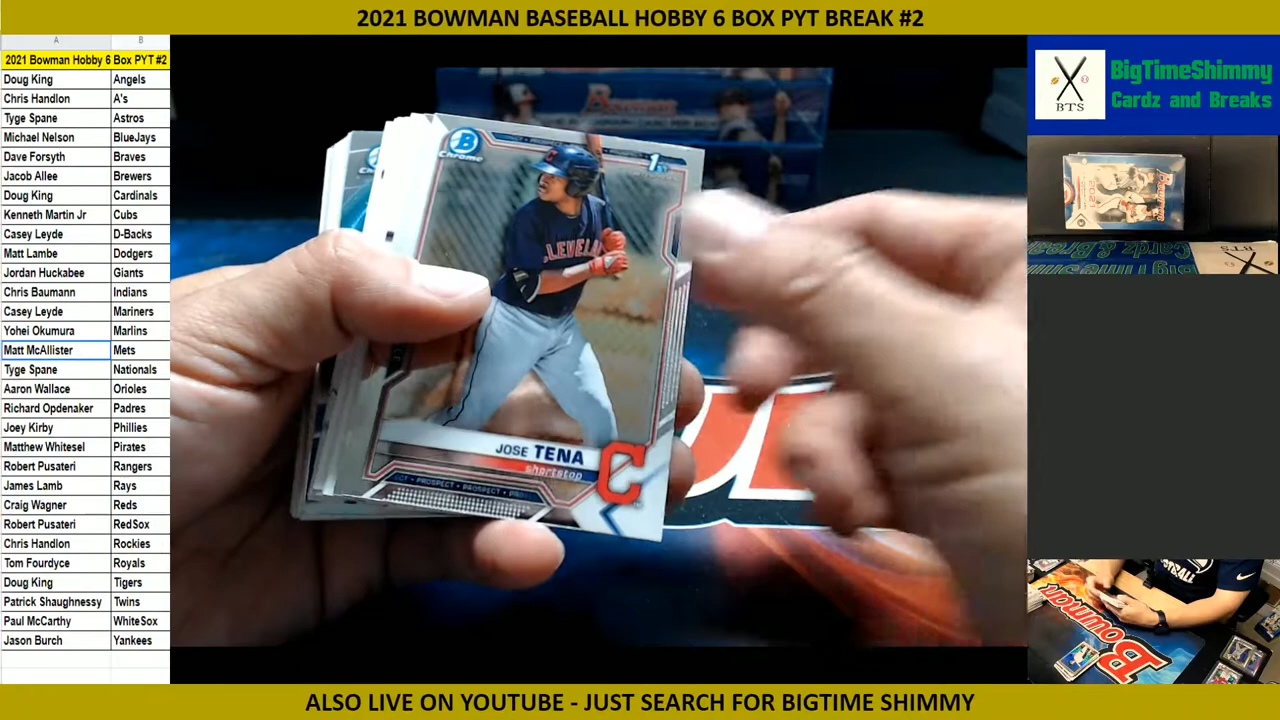 2021 BOWMAN BASEBALL HOBBY 6 BOX PYT BREAK #2
A B
2021 Bowman Hobby 6 Box PYT #2
Doug King Angels
Chris Handlon A's
Tyge Spane Astros
Michael Nelson BlueJays
Dave Forsyth Braves
Jacob Allee Brewers
Doug King Cardinals
Kenneth Martin Jr Cubs
Casey Leyde D-Backs
Matt Lambe Dodgers
Jordan Huckabee Giants
Chris Baumann Indians
Casey Leyde Mariners
Yohei Okumura Marlins
Matt McAllister Mets
Tyge Spane Nationals
Aaron Wallace Orioles
Richard Opdenaker Padres
Joey Kirby Phillies
Matthew Whitesel Pirates
Robert Pusateri Rangers
James Lamb Rays
Craig Wagner Reds
Robert Pusateri RedSox
Chris Handlon Rockies
Tom Fourdyce Royals
Doug King Tigers
Patrick Shaughnessy Twins
Paul McCarthy WhiteSox
Jason Burch Yankees
Bowman
B
Chrome
1st
CLEVELAN
JOSE TENA
shortstop
PROSPECT • PROSPECT
C
BigTimeShimmy
Cardz and Breaks
BTS
Bowman
2021
BTS
Bowman
ALSO LIVE ON YOUTUBE - JUST SEARCH FOR BIGTIME SHIMMY